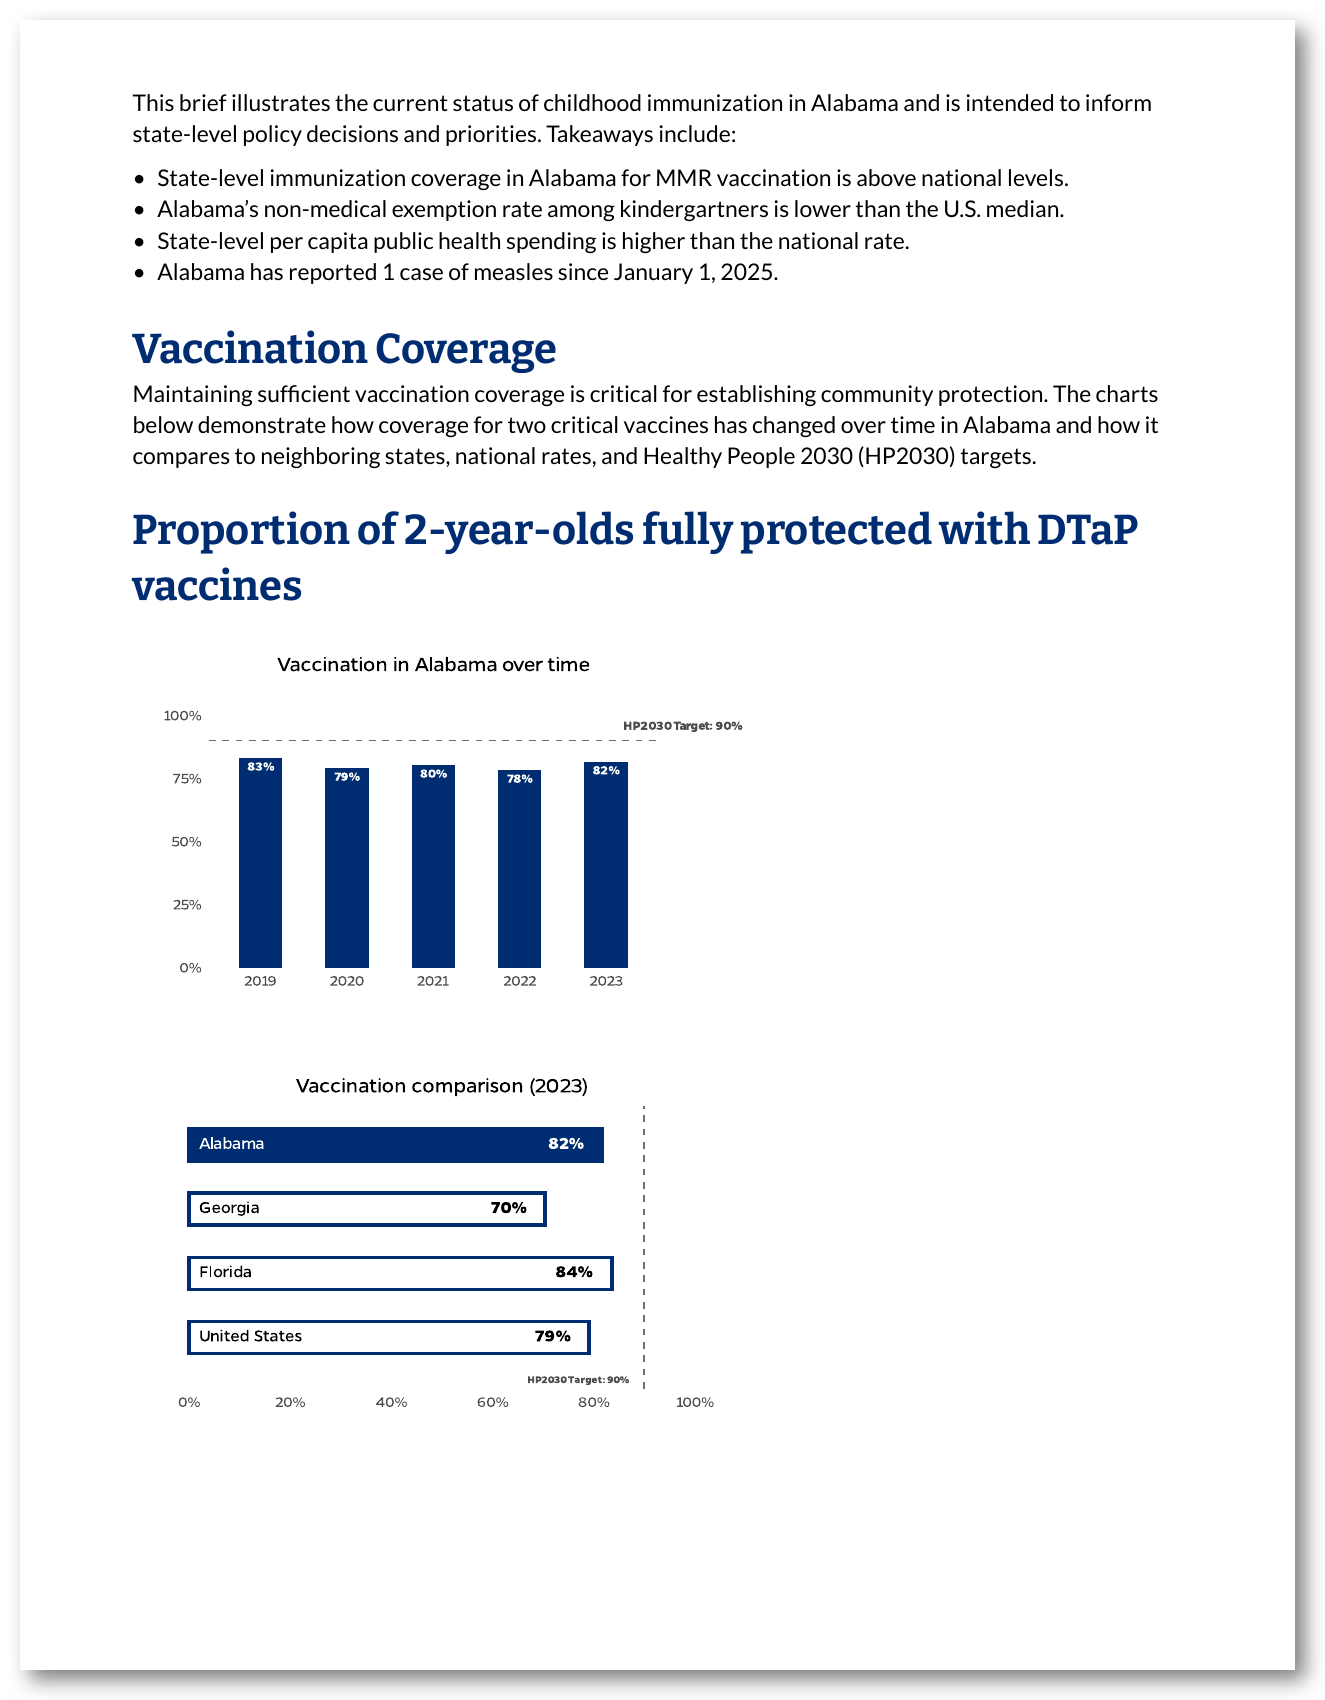 This brief illustrates the current status of childhood immunization in Alabama and is intended to inform
state-level policy decisions and priorities. Takeaways include:
• State-level immunization coverage in Alabama for MMR vaccination is above national levels.
• Alabama’s non-medical exemption rate among kindergartners is lower than the U.S. median.
• State-level per capita public health spending is higher than the national rate.
• Alabama has reported 1 case of measles since January 1, 2025.
Vaccination Coverage
Maintaining sufficient vaccination coverage is critical for establishing community protection. The charts
below demonstrate how coverage for two critical vaccines has changed over time in Alabama and how it
compares to neighboring states, national rates, and Healthy People 2030 (HP2030) targets.
Proportion of 2-year-olds fully protected with DTaP
vaccines
Vaccination in Alabama over time
100%
HP2030 Target: 90%
83%
79%
80%
78%
82%
75%
50%
25%
0%
2019 2020 2021 2022 2023
Vaccination comparison (2023)
Alabama 82%
Georgia 70%
Florida 84%
United States 79%
HP2030 Target: 90%
0% 20% 40% 60% 80% 100%